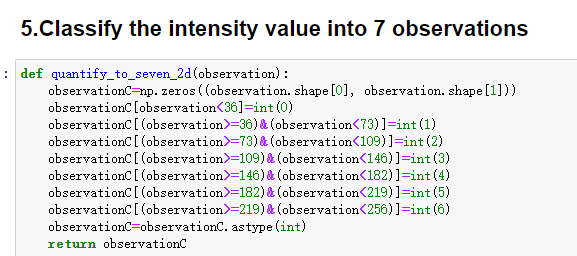 5.Classify the intensity value into 7 observations
: def quantify_to_seven_2d(observation):
    observationC=np.zeros((observation.shape[0], observation.shape[1]))
    observationC[observation<36]=int(0)
    observationC[(observation>=36)&(observation<73)]=int(1)
    observationC[(observation>=73)&(observation<109)]=int(2)
    observationC[(observation>=109)&(observation<146)]=int(3)
    observationC[(observation>=146)&(observation<182)]=int(4)
    observationC[(observation>=182)&(observation<219)]=int(5)
    observationC[(observation>=219)&(observation<256)]=int(6)
    observationC=observationC.astype(int)
    return observationC